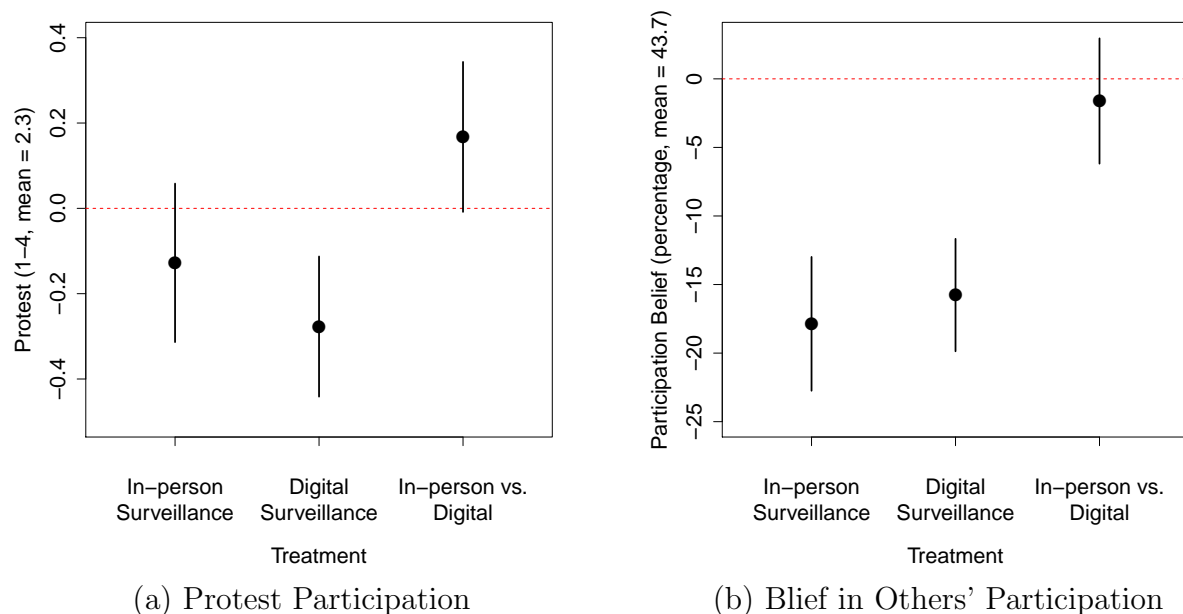 Protest (1−4, mean = 2.3)
0.4
0.2
0.0
−0.2
−0.4
In−person
Surveillance
Digital
Surveillance
In−person vs.
Digital
Treatment
(a) Protest Participation
Participation Belief (percentage, mean = 43.7)
0
−5
−10
−15
−20
−25
In−person
Surveillance
Digital
Surveillance
In−person vs.
Digital
Treatment
(b) Blief in Others’ Participation